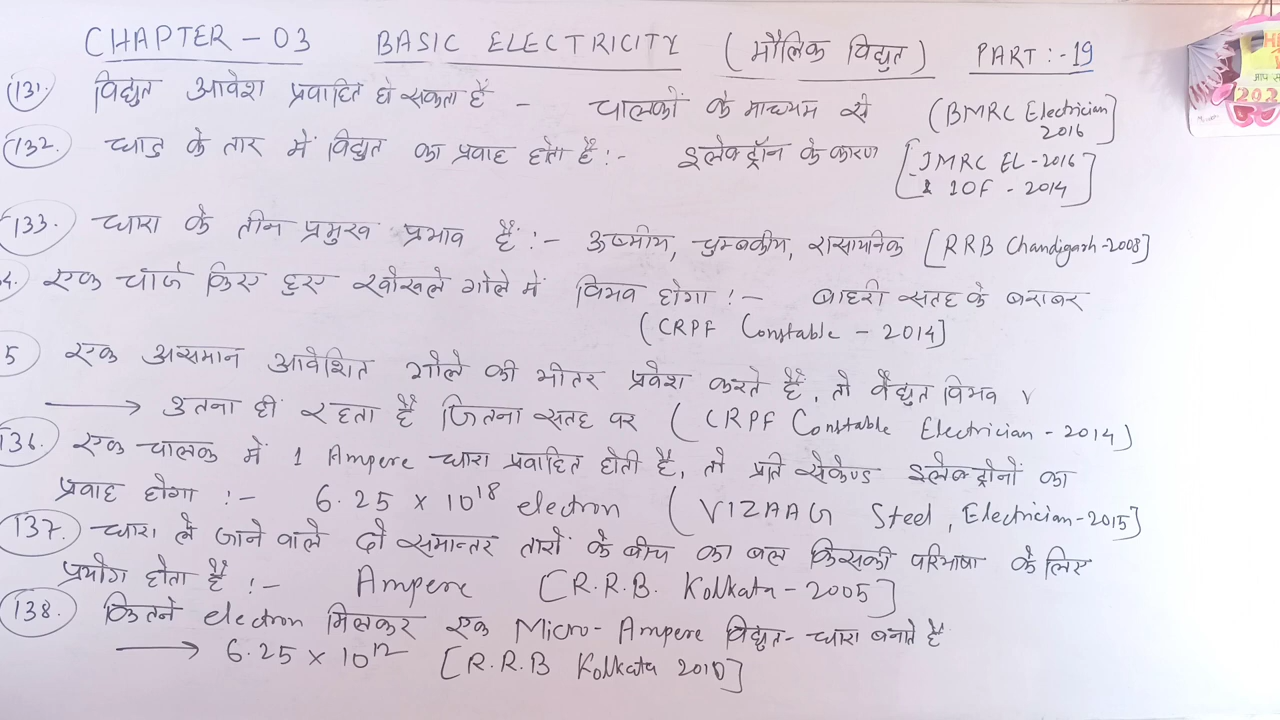 CHAPTER - 03 BASIC ELECTRICITY (मौलिक विद्युत) PART :- 19
131. विद्युत आवेश प्रवाहित हो सकता है - चालकों के माध्यम से (BMRC Electrician 2016]
132. धातु के तार में विद्युत का प्रवाह होता है :- इलेक्ट्रॉन के कारण [JMRC EL - 2016 & IOF - 2014]
133. धारा के तीन प्रमुख प्रभाव हैं :- ऊष्मीय, चुम्बकीय, रासायनिक [RRB Chandigarh - 2008]
4. एक चार्ज किए हुए खोखले गोले में विभव होगा :- बाहरी सतह के बराबर
(CRPF Constable - 2014]
5 एक असमान आवेशित गोले की भीतर प्रवेश करते हैं, तो वैद्युत विभव
→ उतना ही रहता है जितना सतह पर (CRPF Constable Electrician - 2014)
136. एक चालक में 1 Ampere धारा प्रवाहित होती है, तो प्रति सेकेण्ड इलेक्ट्रोनों का
प्रवाह होगा :- 6.25 × 10¹⁸ electron (VIZAAG Steel, Electrician - 2015]
137. धारा ले जाने वाले दो समान्तर तारों के बीच का बल किसकी परिभाषा के लिए
प्रयोग होता है :- Ampere [R.R.B. Kolkata - 2005]
138. कितने electron मिलकर एक Micro - Ampere विद्युत - धारा बनाते हैं
→ 6.25 × 10¹² [R.R.B Kolkata 2010]